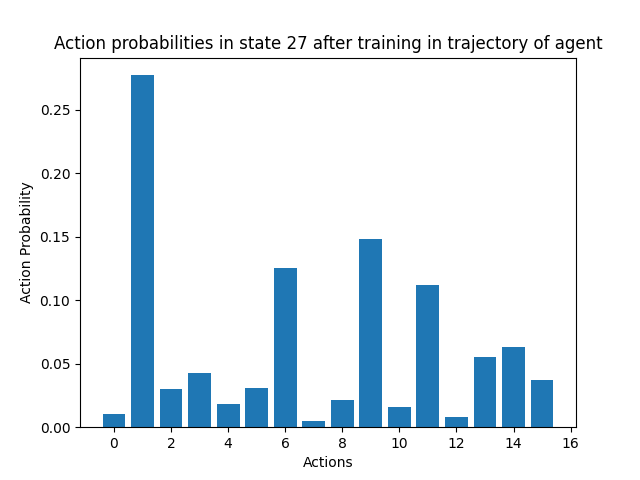 Action probabilities in state 27 after training in trajectory of agent
0.25
0.20
0.15
0.10
0.05
0.00
Action Probability
0 2 4 6 8 10 12 14 16
Actions